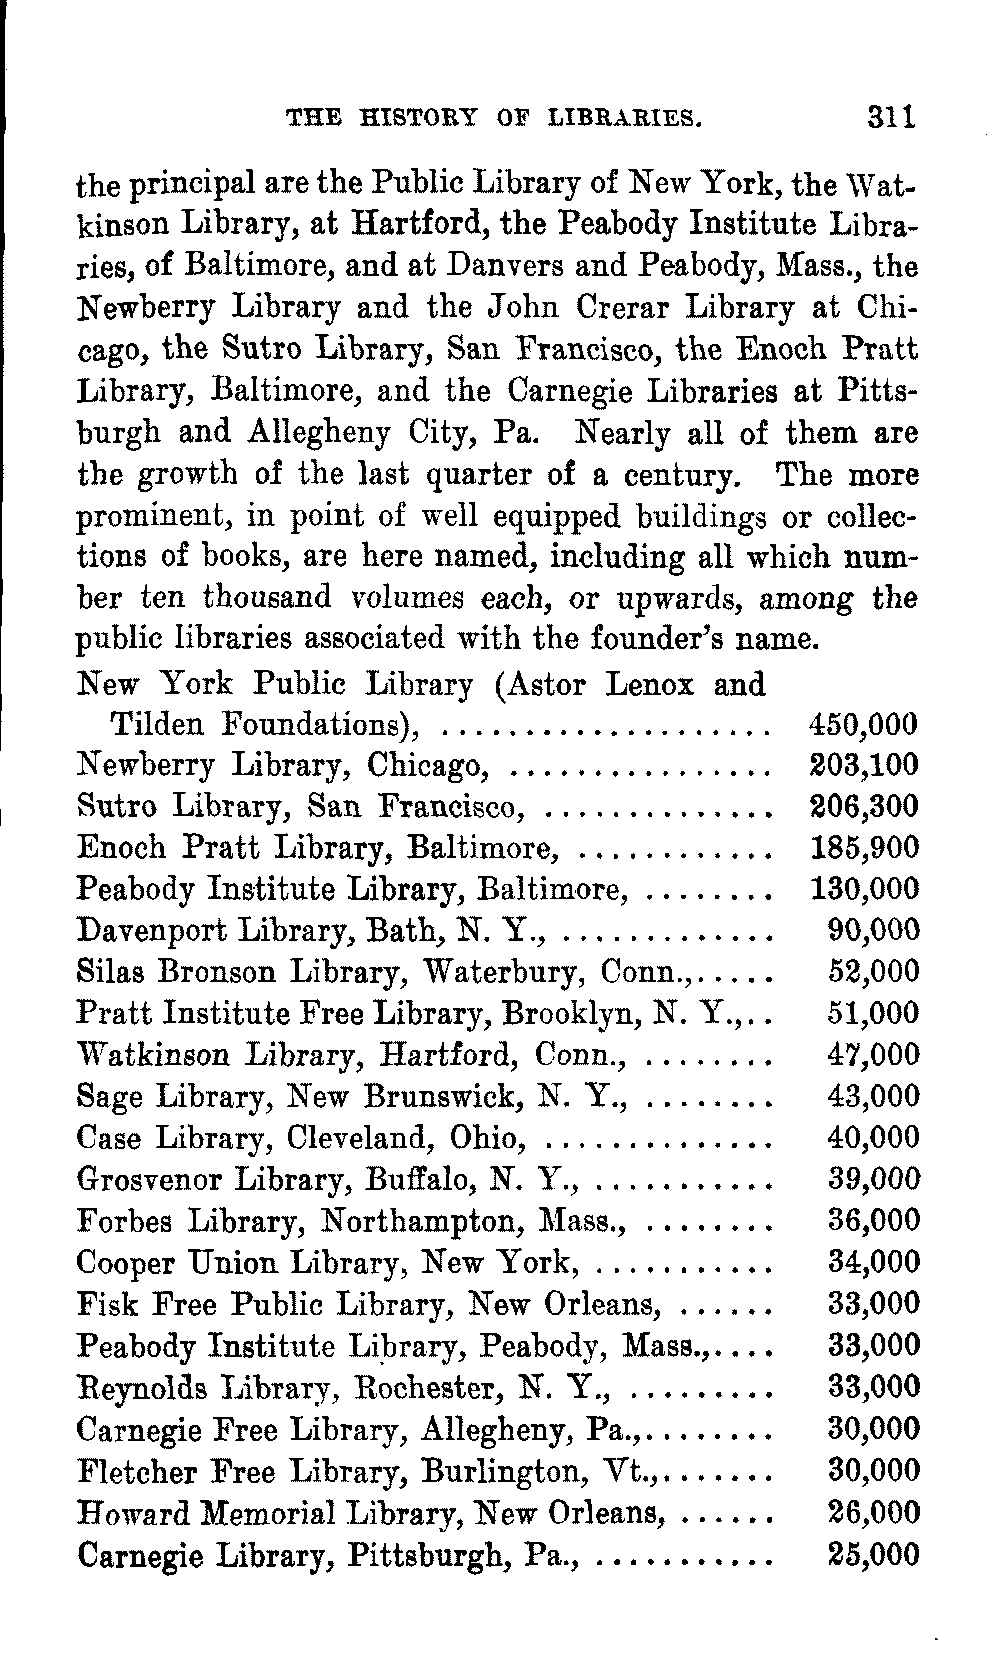 THE HISTORY OF LIBRARIES. 311
the principal are the Public Library of New York, the Wat-
kinson Library, at Hartford, the Peabody Institute Libra-
ries, of Baltimore, and at Danvers and Peabody, Mass., the
Newberry Library and the John Crerar Library at Chi-
cago, the Sutro Library, San Francisco, the Enoch Pratt
Library, Baltimore, and the Carnegie Libraries at Pitts-
burgh and Allegheny City, Pa. Nearly all of them are
the growth of the last quarter of a century. The more
prominent, in point of well equipped buildings or collec-
tions of books, are here named, including all which num-
ber ten thousand volumes each, or upwards, among the
public libraries associated with the founder's name.
New York Public Library (Astor Lenox and
Tilden Foundations), .................... 450,000
Newberry Library, Chicago, ................ 203,100
Sutro Library, San Francisco, .............. 206,300
Enoch Pratt Library, Baltimore, ............ 185,900
Peabody Institute Library, Baltimore, ........ 130,000
Davenport Library, Bath, N. Y., ............. 90,000
Silas Bronson Library, Waterbury, Conn.,..... 52,000
Pratt Institute Free Library, Brooklyn, N. Y.,.. 51,000
Watkinson Library, Hartford, Conn., ........ 47,000
Sage Library, New Brunswick, N. Y., ........ 43,000
Case Library, Cleveland, Ohio, .............. 40,000
Grosvenor Library, Buffalo, N. Y., ........... 39,000
Forbes Library, Northampton, Mass., ........ 36,000
Cooper Union Library, New York, ........... 34,000
Fisk Free Public Library, New Orleans, ...... 33,000
Peabody Institute Library, Peabody, Mass.,.... 33,000
Reynolds Library, Rochester, N. Y., ......... 33,000
Carnegie Free Library, Allegheny, Pa.,........ 30,000
Fletcher Free Library, Burlington, Vt.,....... 30,000
Howard Memorial Library, New Orleans, ...... 26,000
Carnegie Library, Pittsburgh, Pa., ........... 25,000